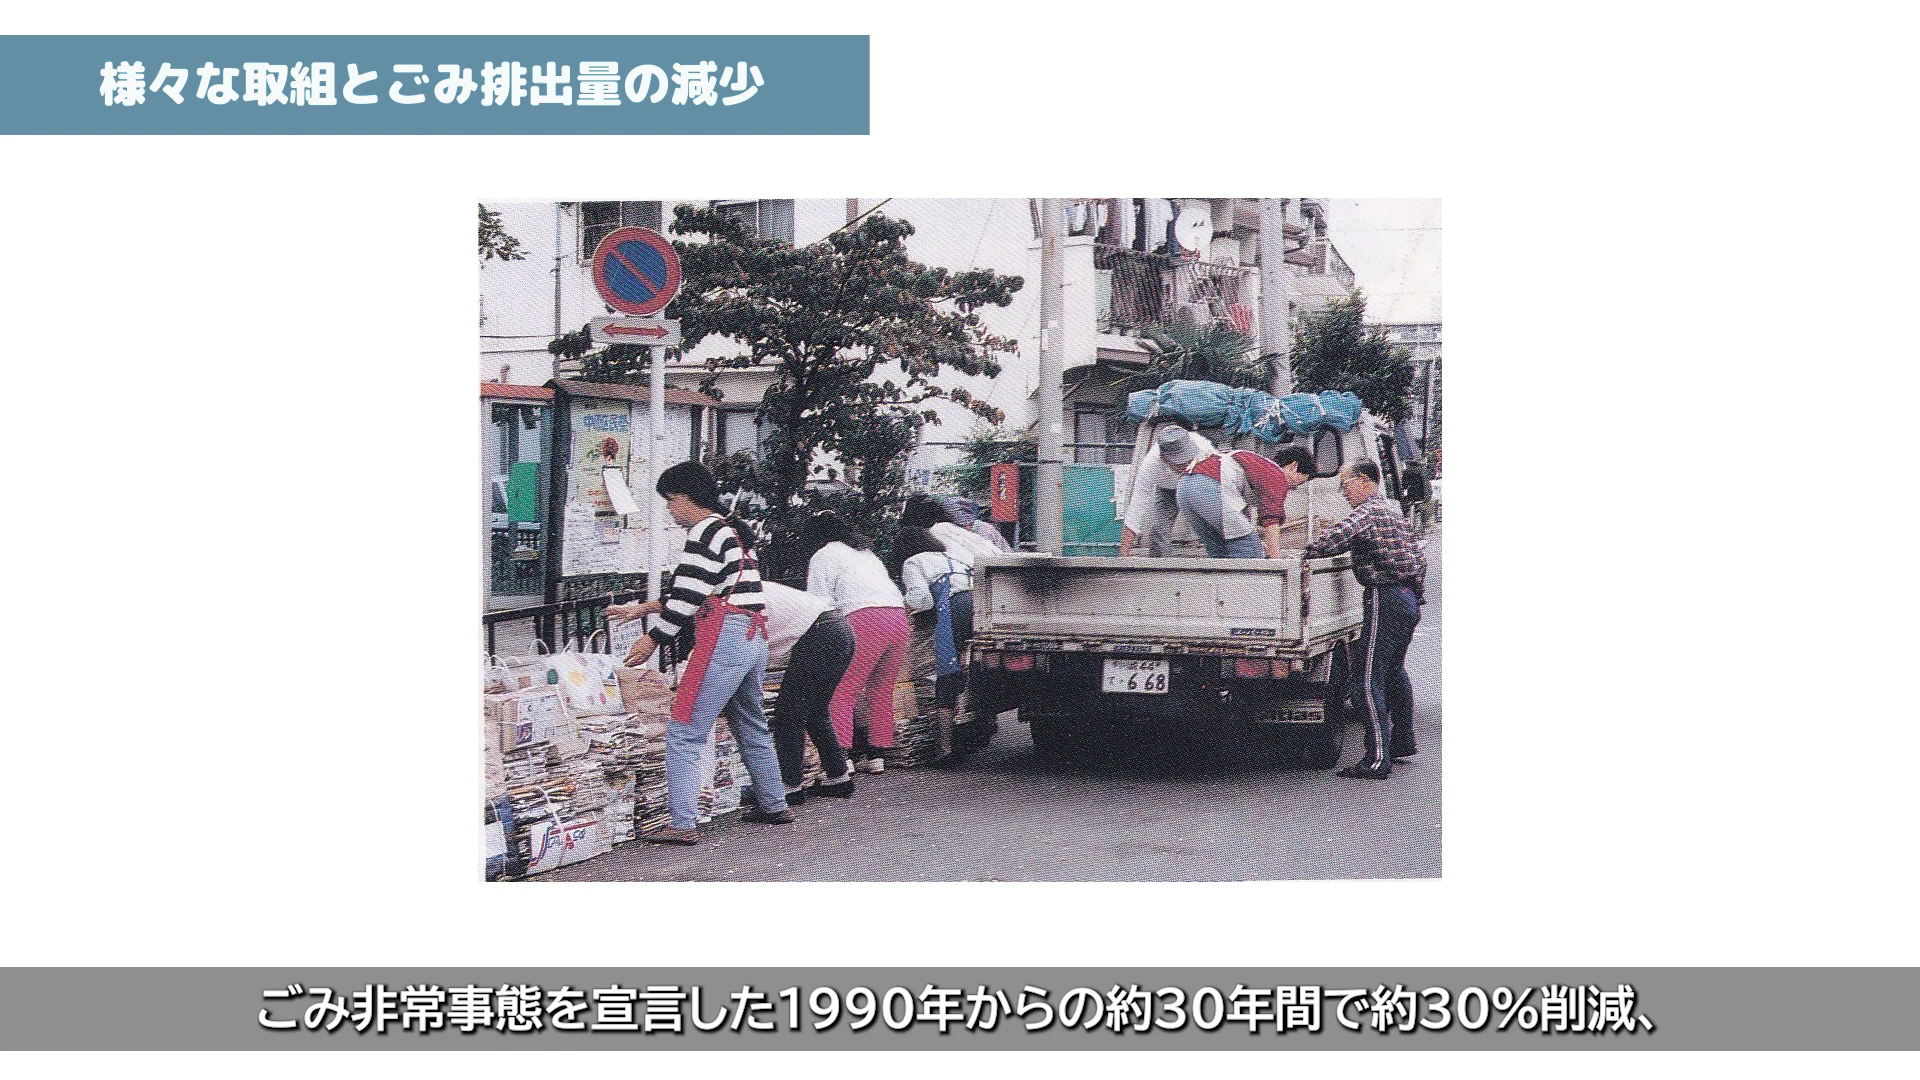 様々な取組とごみ排出量の減少
・6 68
ごみ非常事態を宣言した1990年からの約30年間で約30%削減、